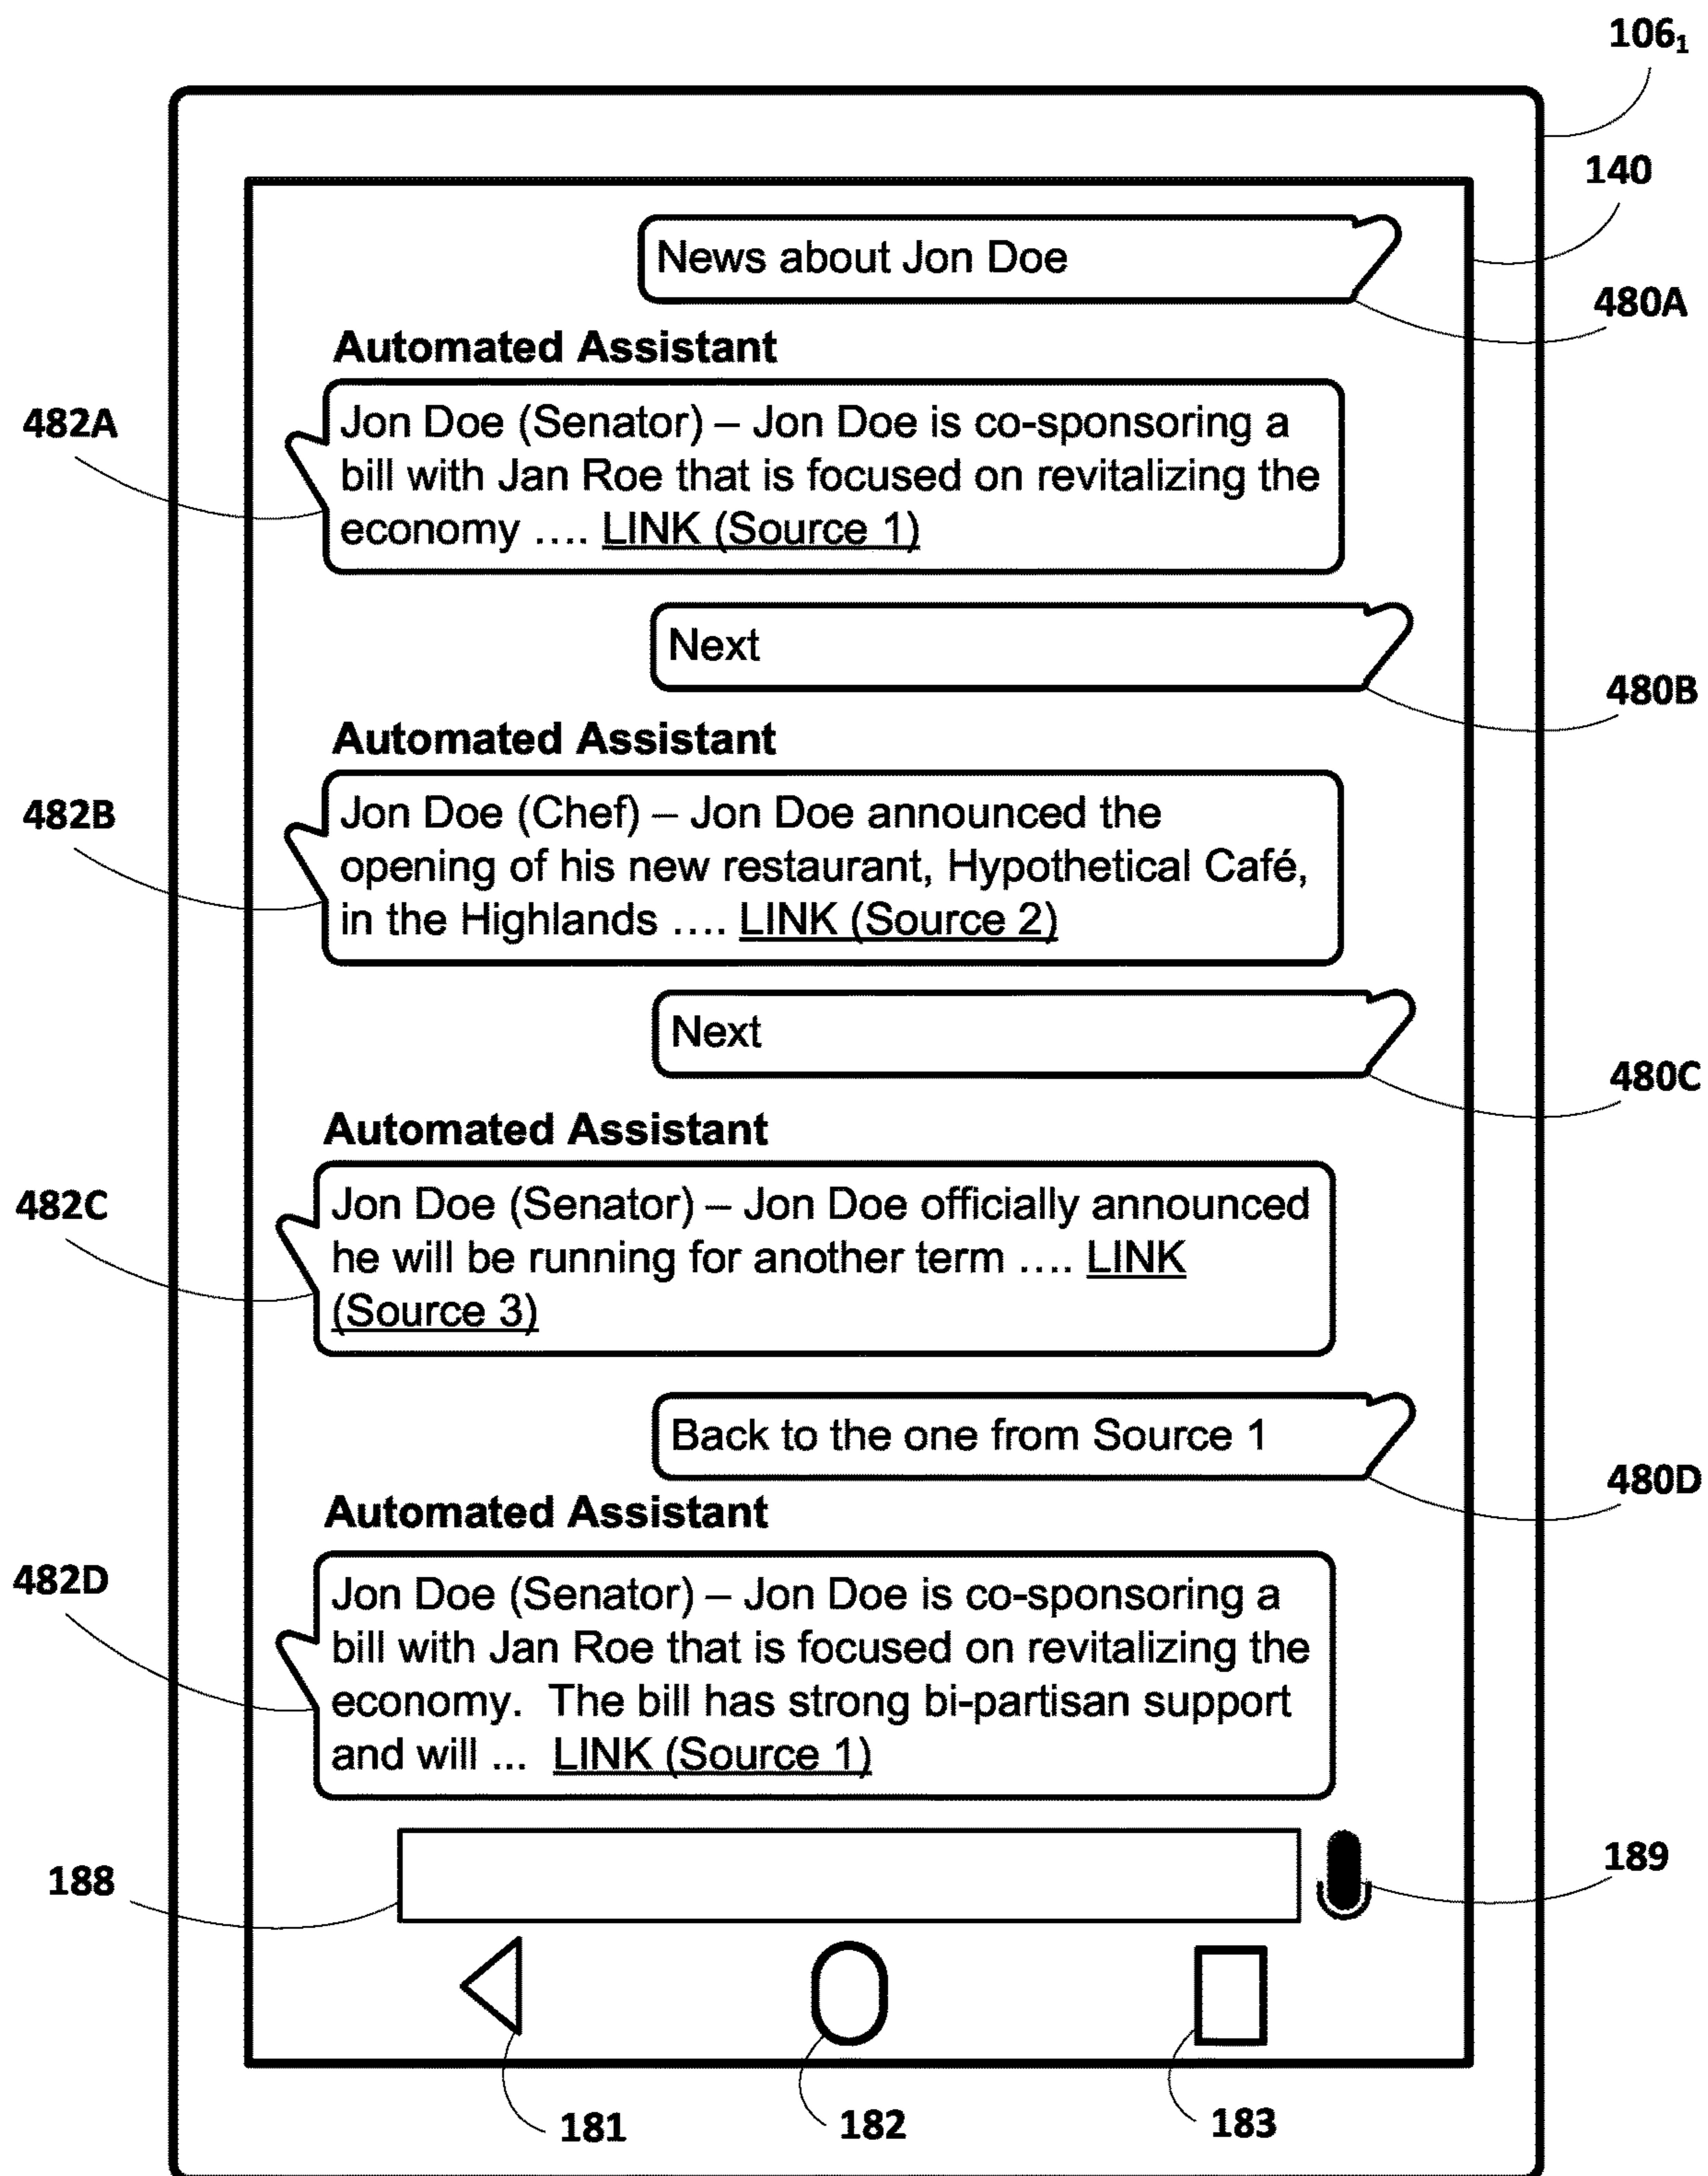 106₁
140
News about Jon Doe
480A
Automated Assistant
482A
Jon Doe (Senator) – Jon Doe is co-sponsoring a
bill with Jan Roe that is focused on revitalizing the
economy .... LINK (Source 1)
Next
480B
Automated Assistant
482B
Jon Doe (Chef) – Jon Doe announced the
opening of his new restaurant, Hypothetical Café,
in the Highlands .... LINK (Source 2)
Next
480C
Automated Assistant
482C
Jon Doe (Senator) – Jon Doe officially announced
he will be running for another term .... LINK
(Source 3)
Back to the one from Source 1
480D
Automated Assistant
482D
Jon Doe (Senator) – Jon Doe is co-sponsoring a
bill with Jan Roe that is focused on revitalizing the
economy.  The bill has strong bi-partisan support
and will ...  LINK (Source 1)
188
189
181
182
183